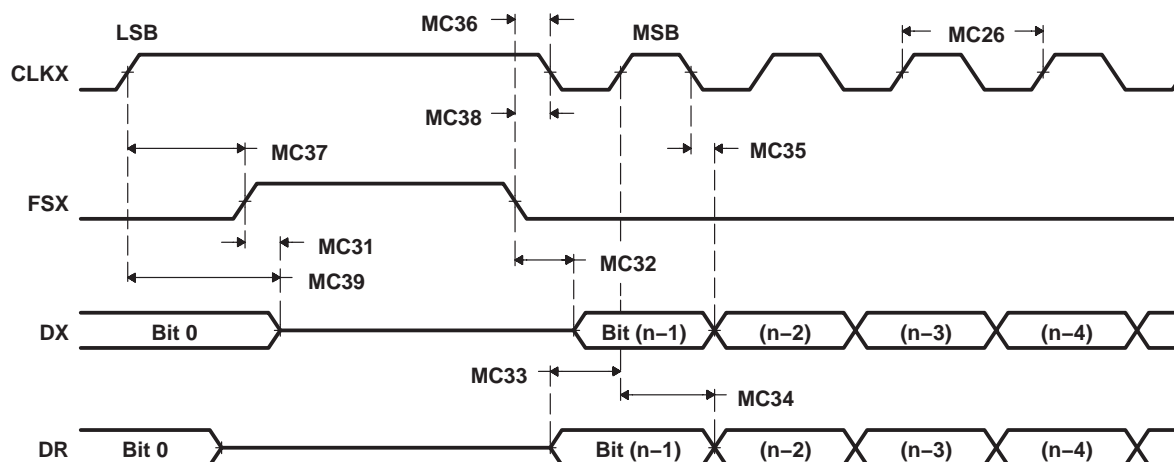 LSB
MC36
MSB
MC26
CLKX
MC38
MC37
MC35
FSX
MC31
MC32
MC39
DX
Bit 0
Bit (n−1)
(n−2)
(n−3)
(n−4)
MC33
MC34
DR
Bit 0
Bit (n−1)
(n−2)
(n−3)
(n−4)